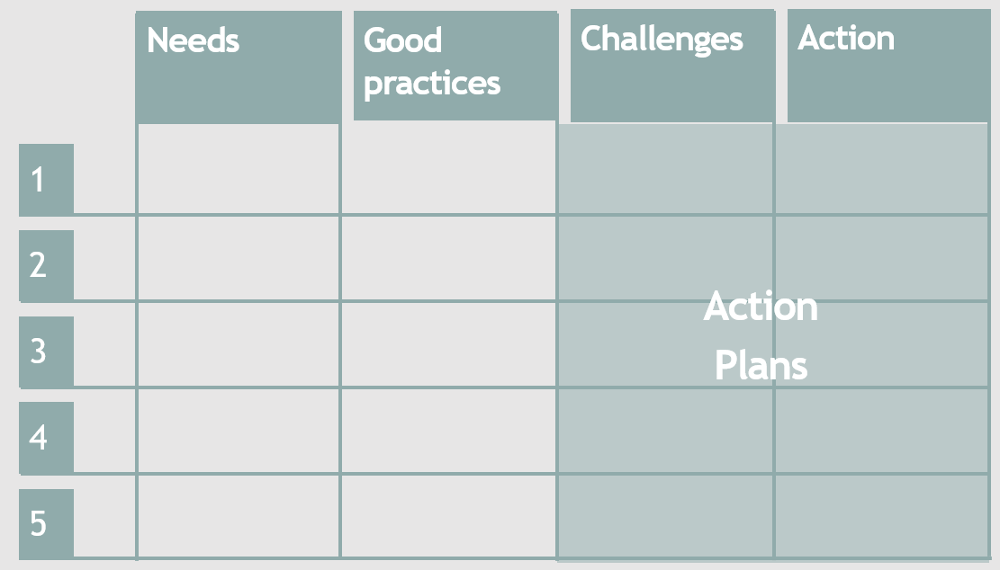 Needs
Good
practices
Challenges
Action
1
2
3
Action
Plans
4
5